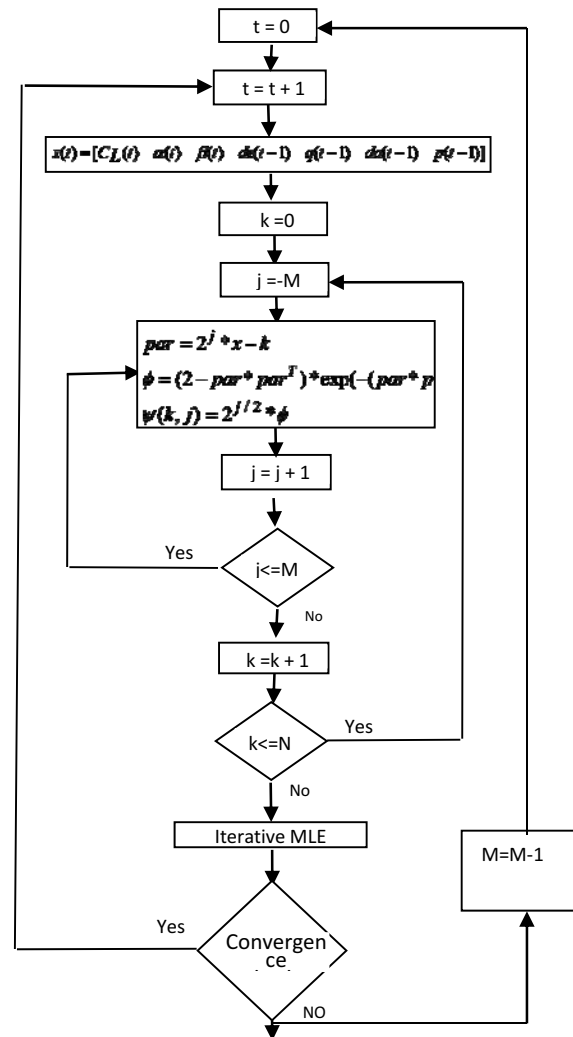 t = 0
t = t + 1
x(t) = [C_L(t) α(t) β(t) de(t−1) q(t−1) da(t−1) p(t−1)]
k =0
j =-M
par = 2^j * x − k
ϕ = (2 − par * par^T) * exp(−(par * p
ψ(k, j) = 2^{j/2} * ϕ
j = j + 1
Yes
j<=M
No
k =k + 1
k<=N
Yes
No
Iterative MLE
M=M-1
Yes
Convergen
ce
NO